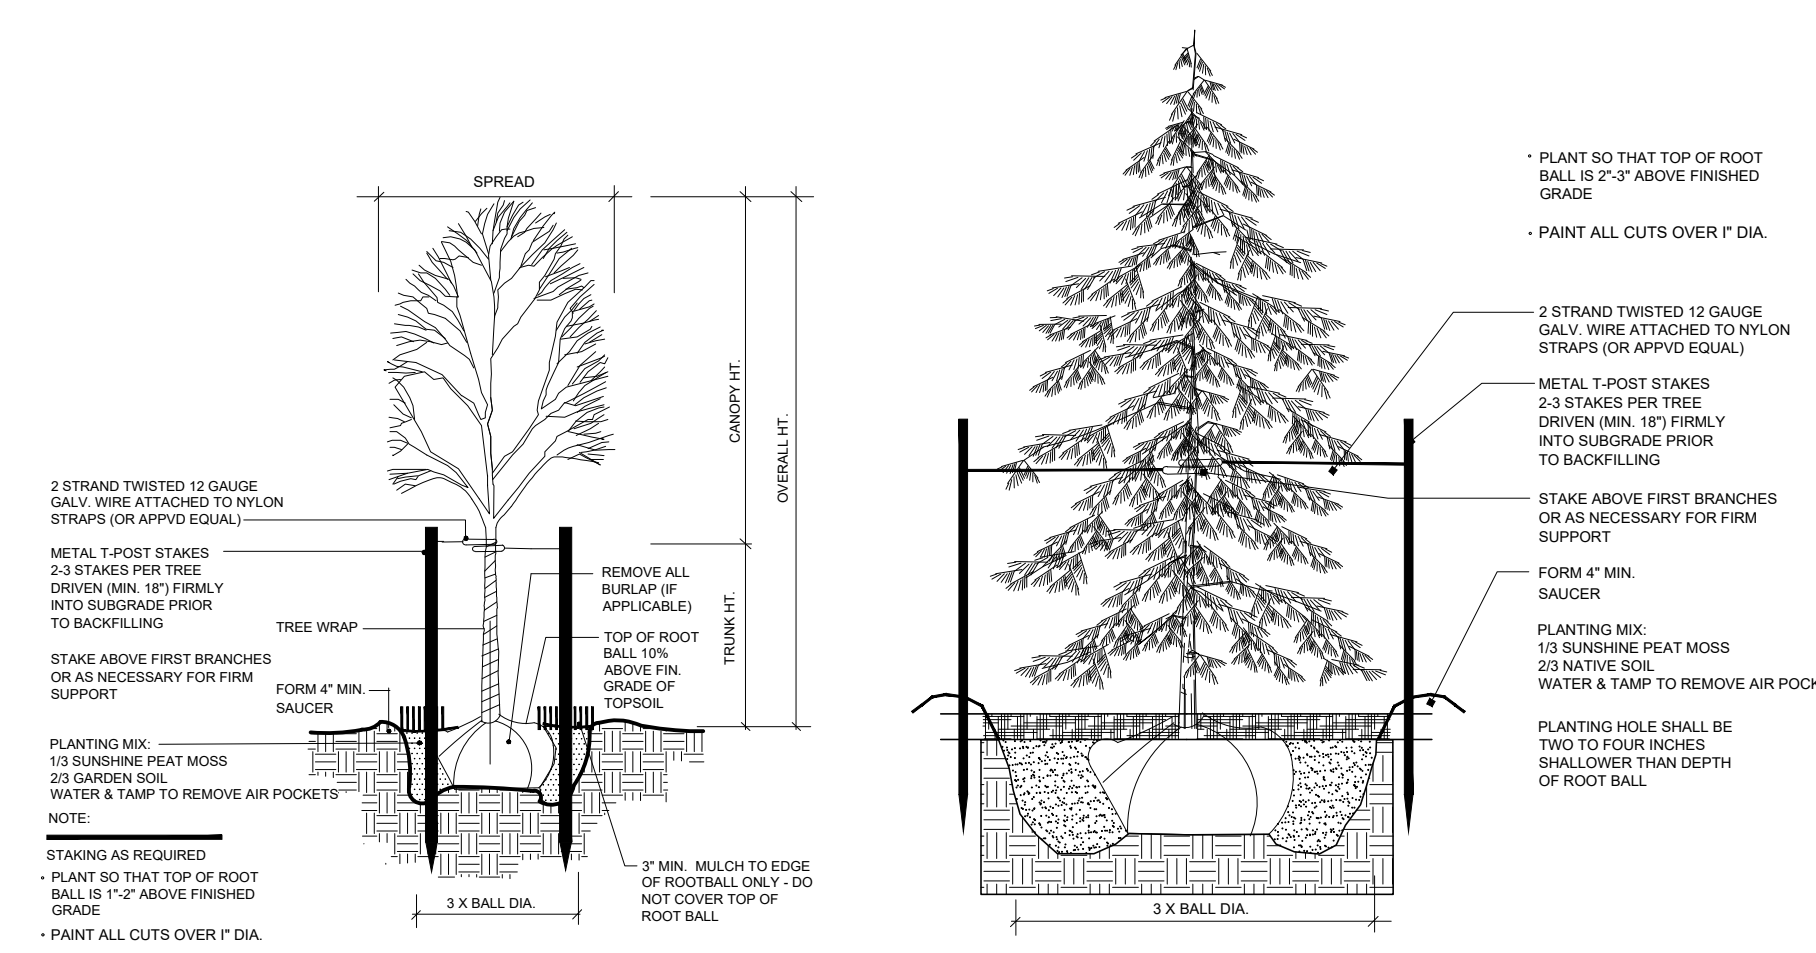 SPREAD
CANOPY HT.
OVERALL HT.
TRUNK HT.
2 STRAND TWISTED 12 GAUGE
GALV. WIRE ATTACHED TO NYLON
STRAPS (OR APPVD EQUAL)
METAL T-POST STAKES
2-3 STAKES PER TREE
DRIVEN (MIN. 18") FIRMLY
INTO SUBGRADE PRIOR
TO BACKFILLING
TREE WRAP
STAKE ABOVE FIRST BRANCHES
OR AS NECESSARY FOR FIRM
SUPPORT
FORM 4" MIN.
SAUCER
PLANTING MIX:
1/3 SUNSHINE PEAT MOSS
2/3 GARDEN SOIL
WATER & TAMP TO REMOVE AIR POCKETS
NOTE:
STAKING AS REQUIRED
° PLANT SO THAT TOP OF ROOT
BALL IS 1"-2" ABOVE FINISHED
GRADE
° PAINT ALL CUTS OVER I" DIA.
REMOVE ALL
BURLAP (IF
APPLICABLE)
TOP OF ROOT
BALL 10%
ABOVE FIN.
GRADE OF
TOPSOIL
3" MIN. MULCH TO EDGE
OF ROOTBALL ONLY - DO
NOT COVER TOP OF
ROOT BALL
3 X BALL DIA.
° PLANT SO THAT TOP OF ROOT
BALL IS 2"-3" ABOVE FINISHED
GRADE
° PAINT ALL CUTS OVER I" DIA.
2 STRAND TWISTED 12 GAUGE
GALV. WIRE ATTACHED TO NYLON
STRAPS (OR APPVD EQUAL)
METAL T-POST STAKES
2-3 STAKES PER TREE
DRIVEN (MIN. 18") FIRMLY
INTO SUBGRADE PRIOR
TO BACKFILLING
STAKE ABOVE FIRST BRANCHES
OR AS NECESSARY FOR FIRM
SUPPORT
FORM 4" MIN.
SAUCER
PLANTING MIX:
1/3 SUNSHINE PEAT MOSS
2/3 NATIVE SOIL
WATER & TAMP TO REMOVE AIR POCK
PLANTING HOLE SHALL BE
TWO TO FOUR INCHES
SHALLOWER THAN DEPTH
OF ROOT BALL
3 X BALL DIA.